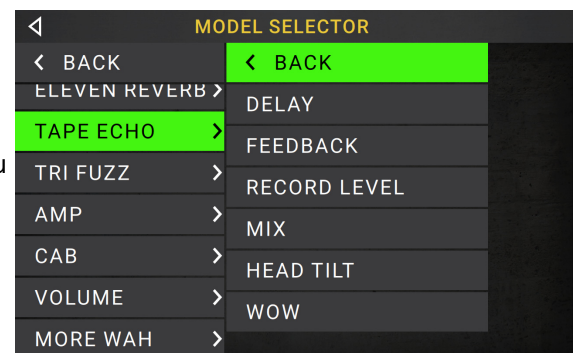 MODEL SELECTOR
BACK
ELEVEN REVERB
TAPE ECHO
TRI FUZZ
AMP
CAB
VOLUME
MORE WAH
BACK
DELAY
FEEDBACK
RECORD LEVEL
MIX
HEAD TILT
WOW